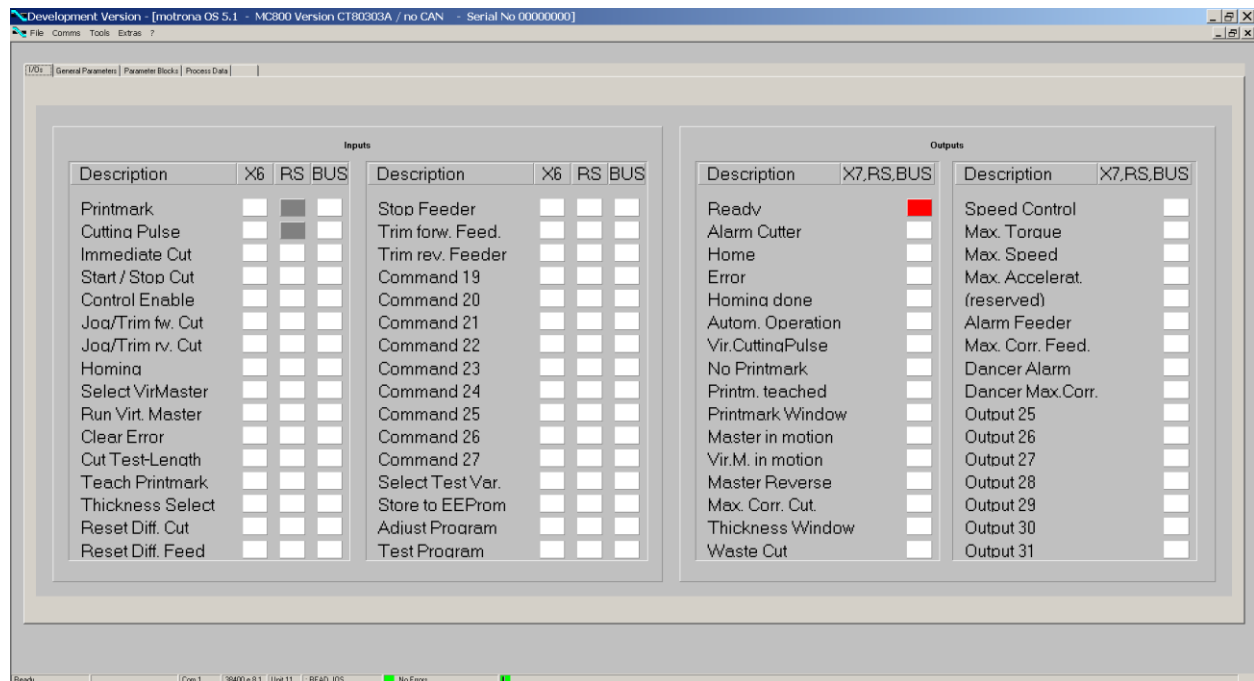 Development Version - [motrona OS 5.1 - MC800 Version CT80303A / no CAN - Serial No 00000000]
File Comms Tools Extras ?
I/Os General Parameters Parameter Blocks Process Data
Inputs
Description X6 RS BUS
Printmark
Cutting Pulse
Immediate Cut
Start / Stop Cut
Control Enable
Jog/Trim fw. Cut
Jog/Trim rv. Cut
Homing
Select VirMaster
Run Virt. Master
Clear Error
Cut Test-Length
Teach Printmark
Thickness Select
Reset Diff. Cut
Reset Diff. Feed
Description X6 RS BUS
Stop Feeder
Trim forw. Feed.
Trim rev. Feeder
Command 19
Command 20
Command 21
Command 22
Command 23
Command 24
Command 25
Command 26
Command 27
Select Test Var.
Store to EEProm
Adjust Program
Test Program
Outputs
Description X7,RS,BUS
Ready
Alarm Cutter
Home
Error
Homing done
Autom. Operation
Vir.CuttingPulse
No Printmark
Printm. teached
Printmark Window
Master in motion
Vir.M. in motion
Master Reverse
Max. Corr. Cut.
Thickness Window
Waste Cut
Description X7,RS,BUS
Speed Control
Max. Torque
Max. Speed
Max. Accelerat.
(reserved)
Alarm Feeder
Max. Corr. Feed.
Dancer Alarm
Dancer Max.Corr.
Output 25
Output 26
Output 27
Output 28
Output 29
Output 30
Output 31
Ready Com 1 38400 e 8 1 Unit 11 : READ_IOS No Errors